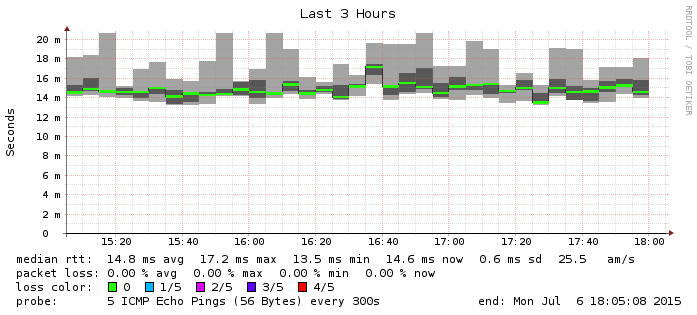 Last 3 Hours
RRDTOOL / TOBI OETIKER
Seconds
20 m
18 m
16 m
14 m
12 m
10 m
8 m
6 m
4 m
2 m
0
15:20 15:40 16:00 16:20 16:40 17:00 17:20 17:40 18:00
median rtt: 14.8 ms avg 17.2 ms max 13.5 ms min 14.6 ms now 0.6 ms sd 25.5 am/s
packet loss: 0.00 % avg 0.00 % max 0.00 % min 0.00 % now
loss color: 0 1/5 2/5 3/5 4/5
probe: 5 ICMP Echo Pings (56 Bytes) every 300s end: Mon Jul 6 18:05:08 2015